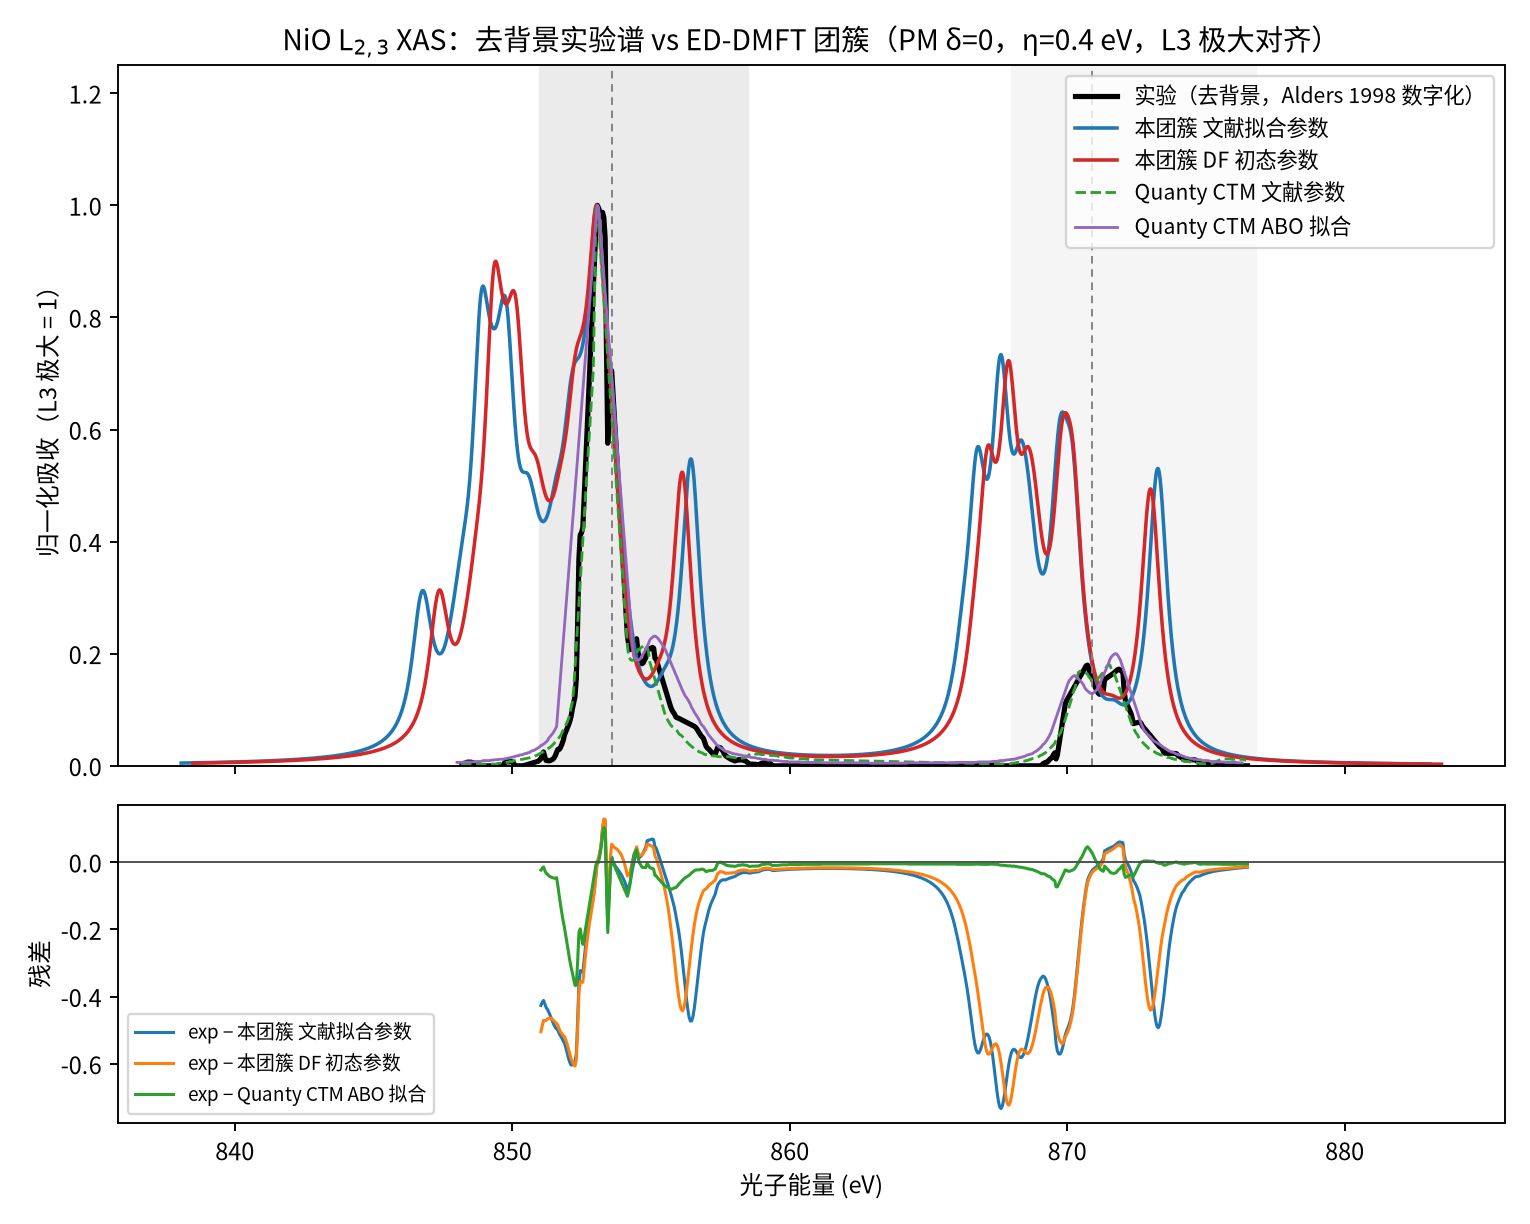 NiO L2,3 XAS：去背景实验谱 vs ED-DMFT 团簇（PM δ=0，η=0.4 eV，L3 极大对齐）
归一化吸收（L3 极大 = 1）
1.2
1.0
0.8
0.6
0.4
0.2
0.0
实验（去背景，Alders 1998 数字化）
本团簇 文献拟合参数
本团簇 DF 初态参数
Quanty CTM 文献参数
Quanty CTM ABO 拟合
残差
0.0
-0.2
-0.4
-0.6
exp − 本团簇 文献拟合参数
exp − 本团簇 DF 初态参数
exp − Quanty CTM ABO 拟合
840
850
860
870
880
光子能量 (eV)